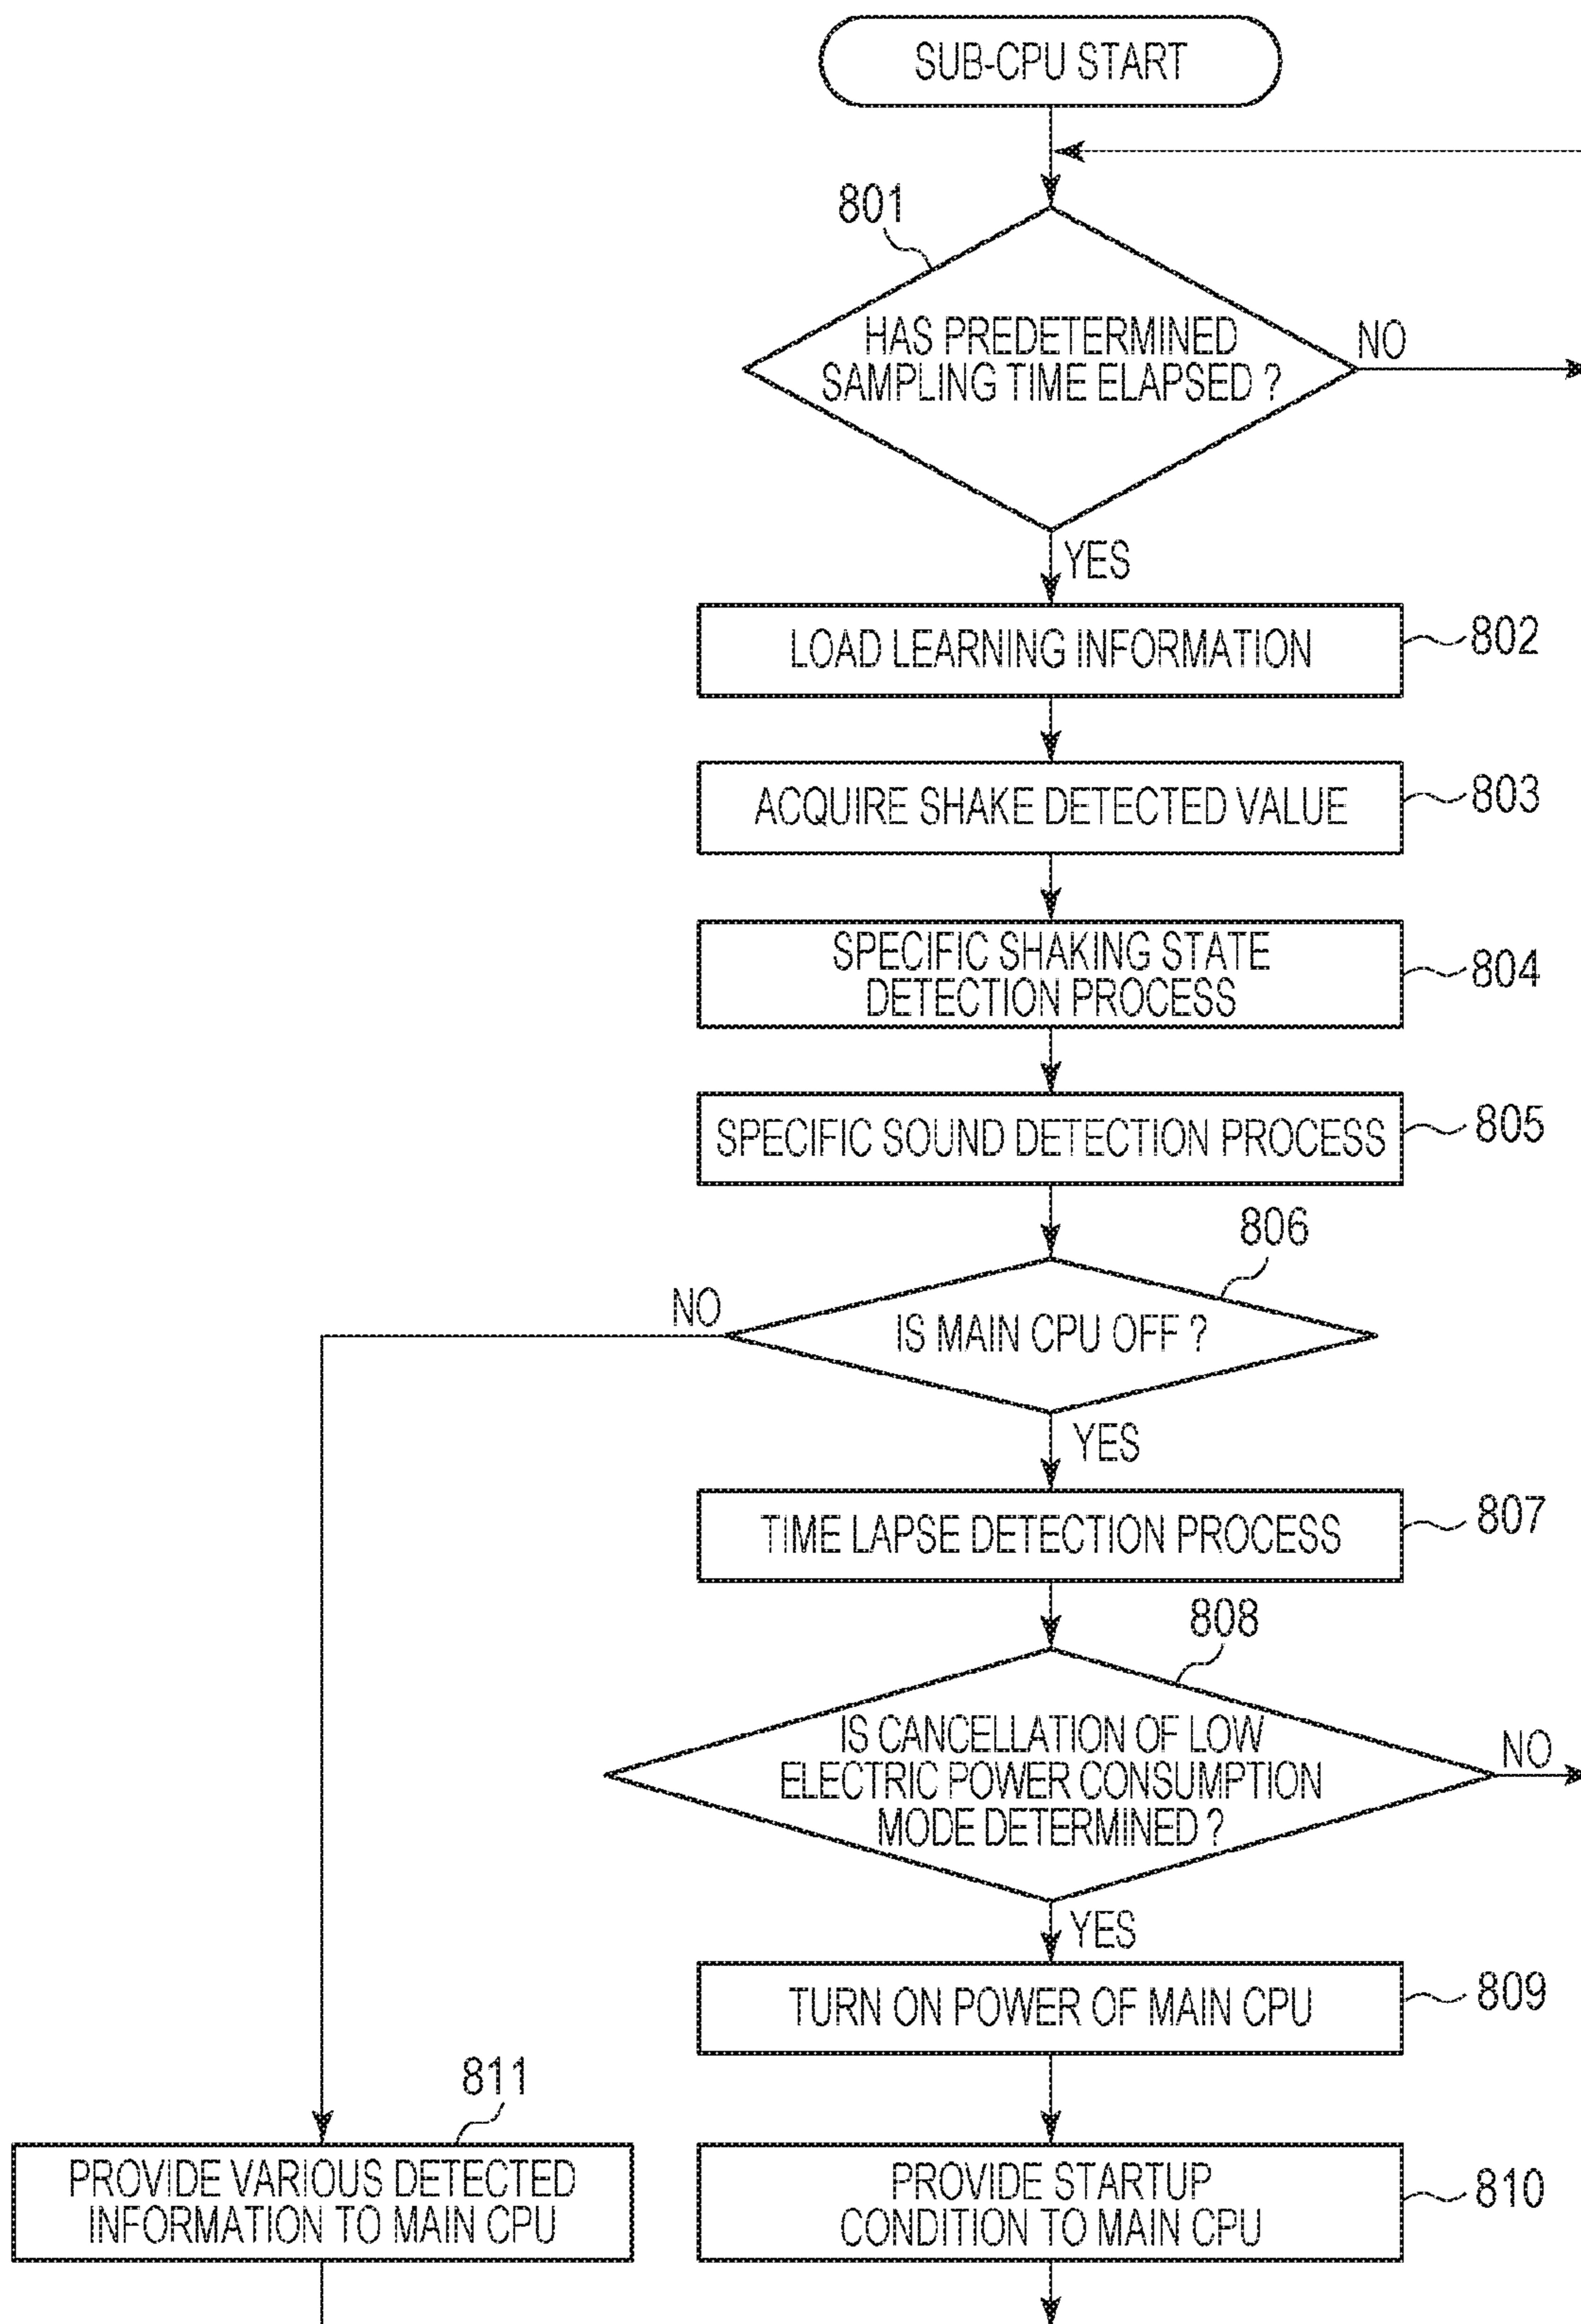 SUB-CPU START
801
HAS PREDETERMINED
SAMPLING TIME ELAPSED ?
NO
YES
LOAD LEARNING INFORMATION
802
ACQUIRE SHAKE DETECTED VALUE
803
SPECIFIC SHAKING STATE
DETECTION PROCESS
804
SPECIFIC SOUND DETECTION PROCESS
805
806
NO
IS MAIN CPU OFF ?
YES
TIME LAPSE DETECTION PROCESS
807
808
IS CANCELLATION OF LOW
ELECTRIC POWER CONSUMPTION
MODE DETERMINED ?
NO
YES
TURN ON POWER OF MAIN CPU
809
811
PROVIDE VARIOUS DETECTED
INFORMATION TO MAIN CPU
PROVIDE STARTUP
CONDITION TO MAIN CPU
810